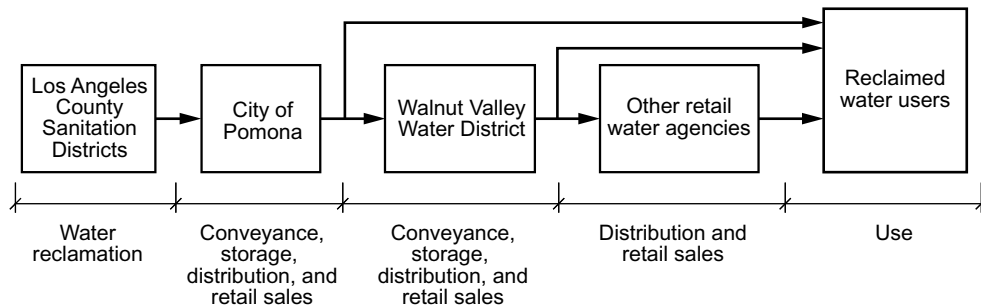 Los Angeles
County
Sanitation
Districts
City of
Pomona
Walnut Valley
Water District
Other retail
water agencies
Reclaimed
water users
Water
reclamation
Conveyance,
storage,
distribution, and
retail sales
Conveyance,
storage,
distribution, and
retail sales
Distribution and
retail sales
Use